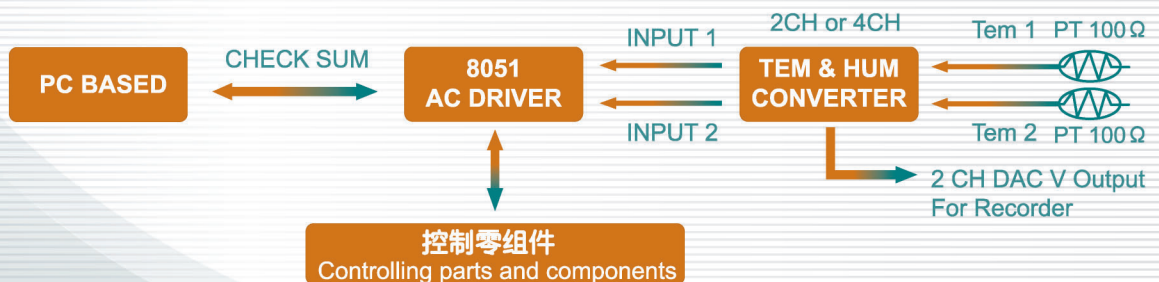 PC BASED
CHECK SUM
8051
AC DRIVER
INPUT 1
INPUT 2
2CH or 4CH
TEM & HUM
CONVERTER
Tem 1 PT 100Ω
Tem 2 PT 100Ω
2 CH DAC V Output
For Recorder
控制零组件
Controlling parts and components